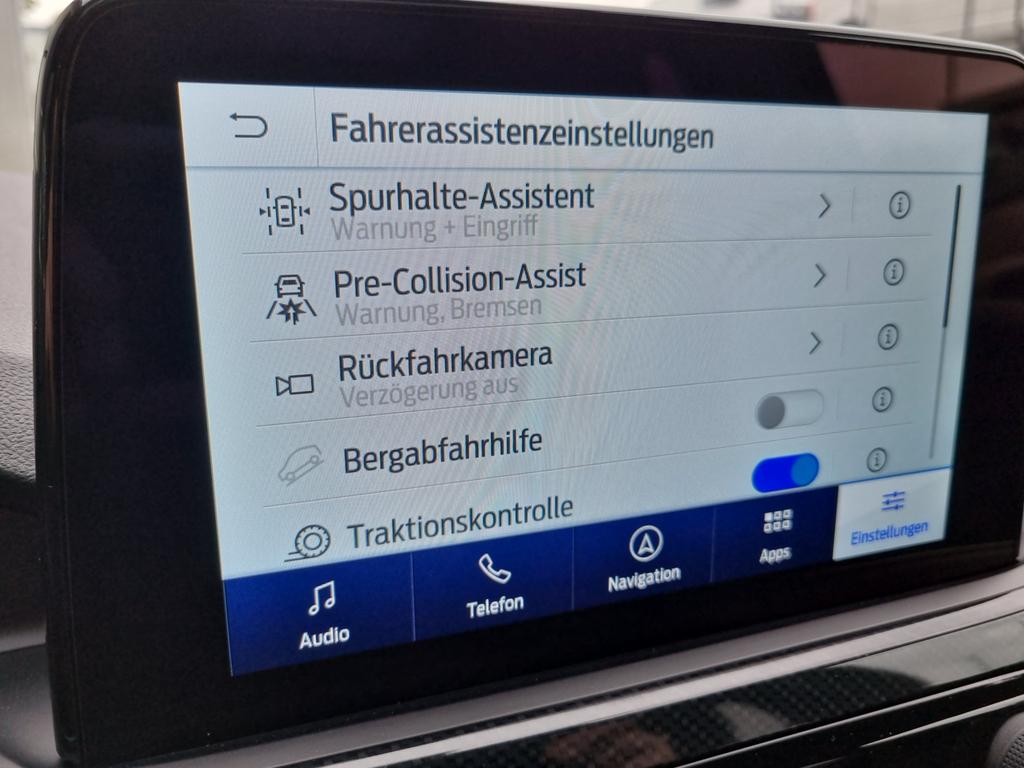 Fahrerassistenzeinstellungen
Spurhalte-Assistent
Warnung + Eingriff
Pre-Collision-Assist
Warnung, Bremsen
Rückfahrkamera
Verzögerung aus
Bergabfahrhilfe
Traktionskontrolle
Audio
Telefon
Navigation
Apps
Einstellungen